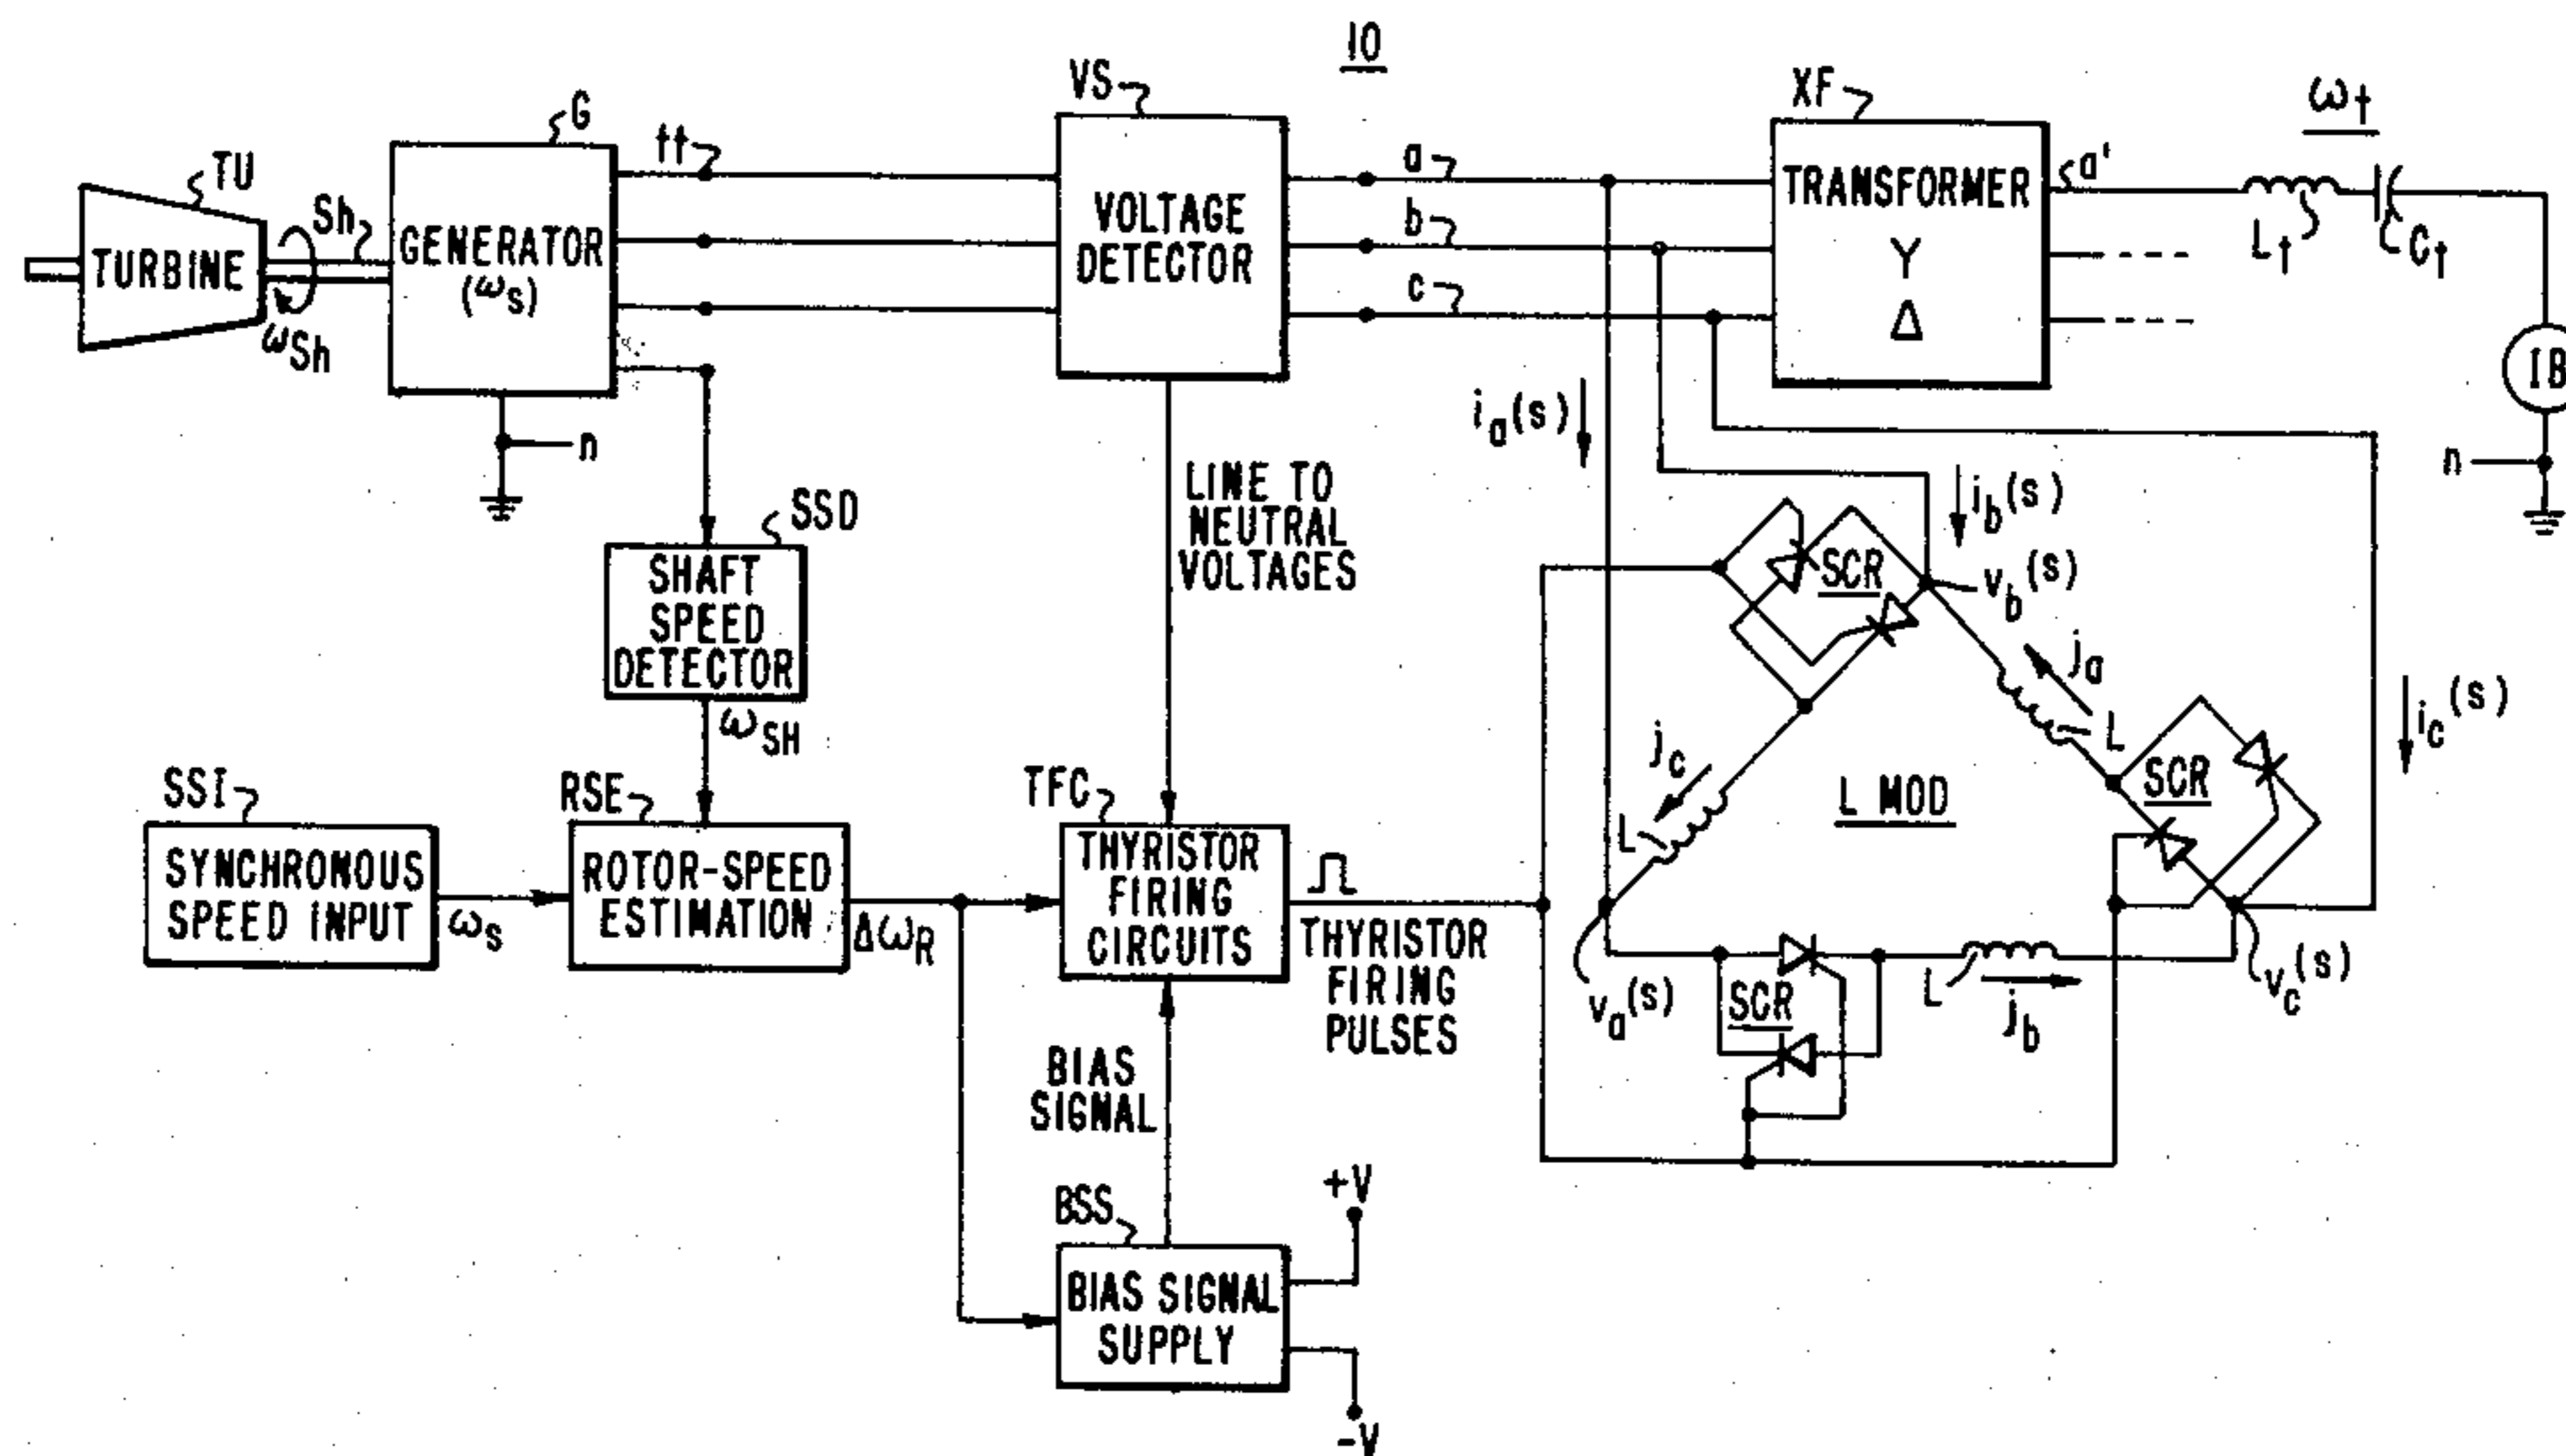 10
VS
XF
ωt
G
TU
Sh
tt
a
b
c
a'
TURBINE
ωSh
GENERATOR
(ωs)
VOLTAGE
DETECTOR
TRANSFORMER
Y
Δ
Lt
Ct
IB
n
n
ia(s)
jb(s)
ic(s)
LINE TO
NEUTRAL
VOLTAGES
SSD
SHAFT
SPEED
DETECTOR
ωSH
SCR
vb(s)
ja
L
jc
L
L MOD
SCR
SSI
SYNCHROMOUS
SPEED INPUT
ωs
RSE
ROTOR-SPEED
ESTIMATION
ΔωR
TFC
THYRISTOR
FIRING
CIRCUITS
THYRISTOR
FIRING
PULSES
va(s)
SCR
L
jb
vc(s)
BIAS
SIGNAL
BSS
BIAS SIGNAL
SUPPLY
+V
-V